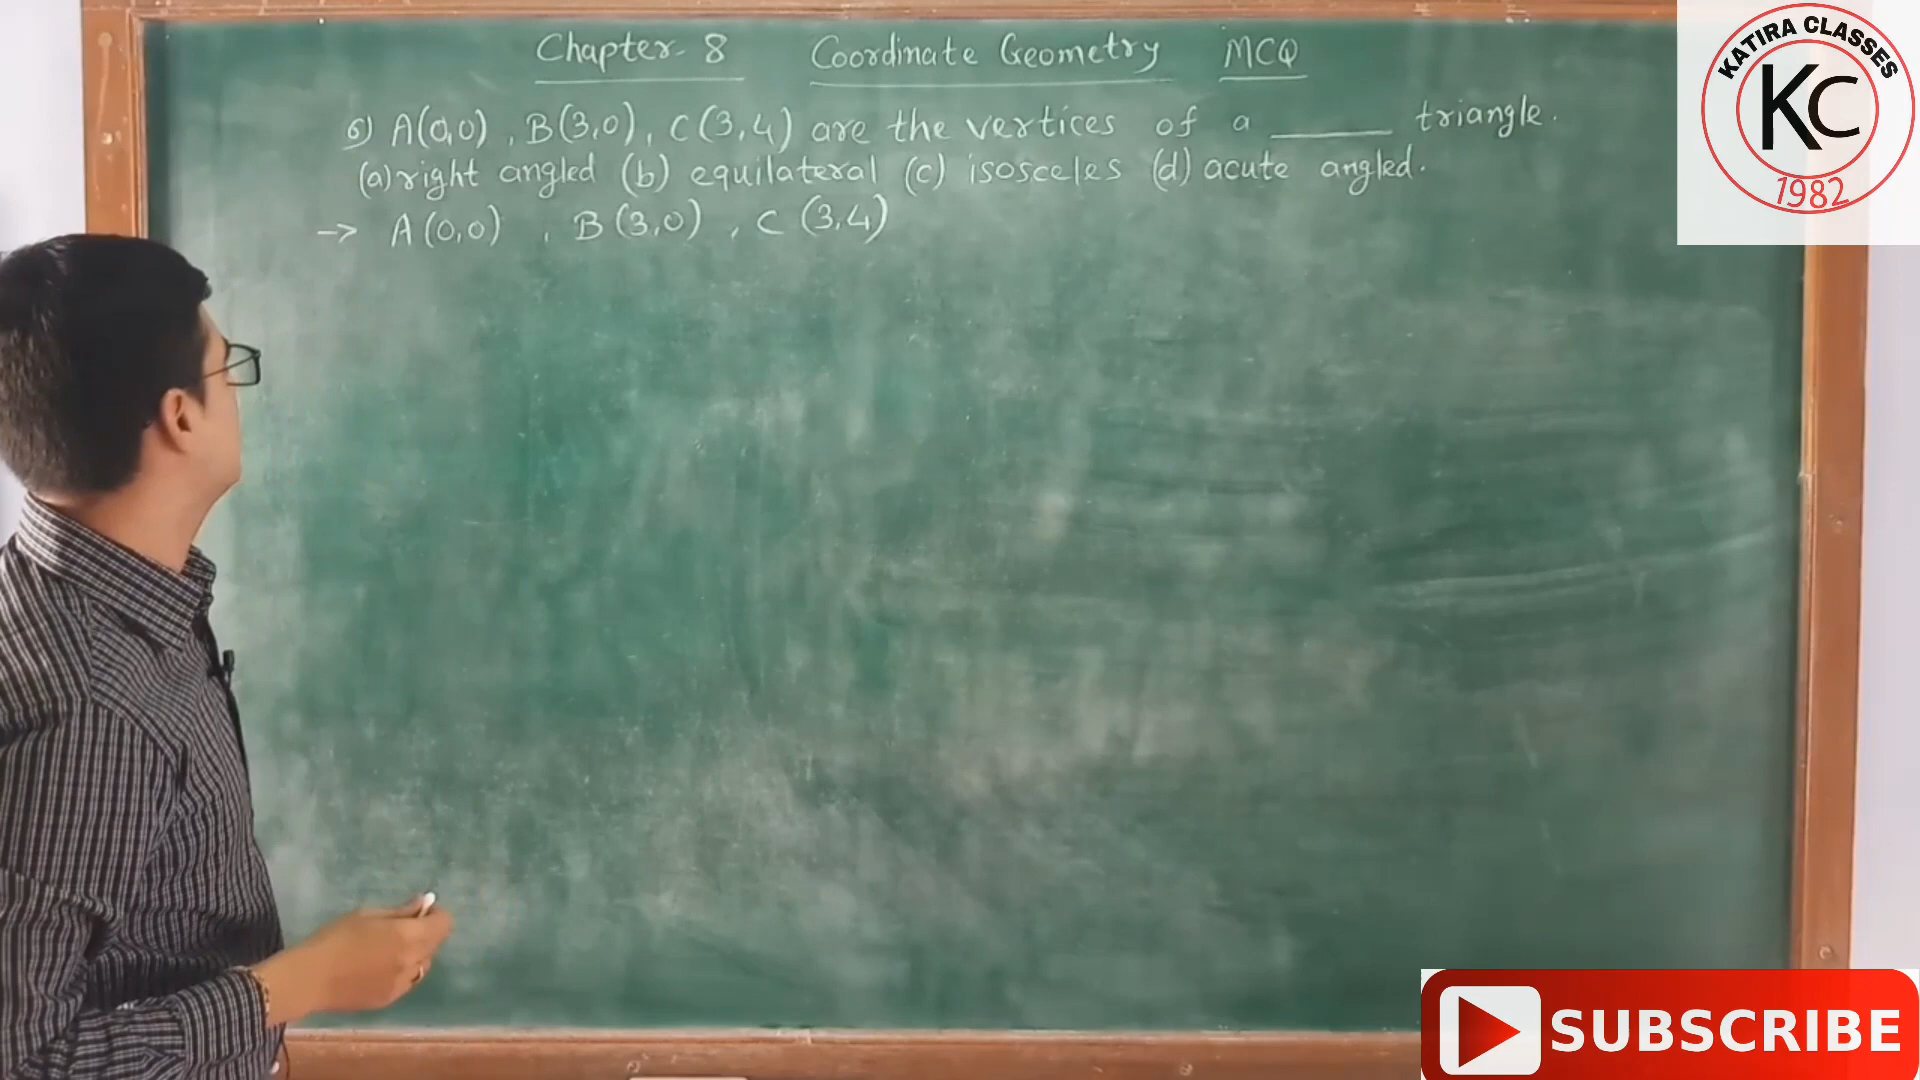 Chapter-8 Coordinate Geometry MCQ
6) A(0,0) , B(3,0), C(3,4) are the vertices of a ______ triangle.
(a) right angled (b) equilateral (c) isosceles (d) acute angled.
→ A(0,0) , B(3,0) , C(3,4)
KATIRA CLASSES
KC
1982
SUBSCRIBE